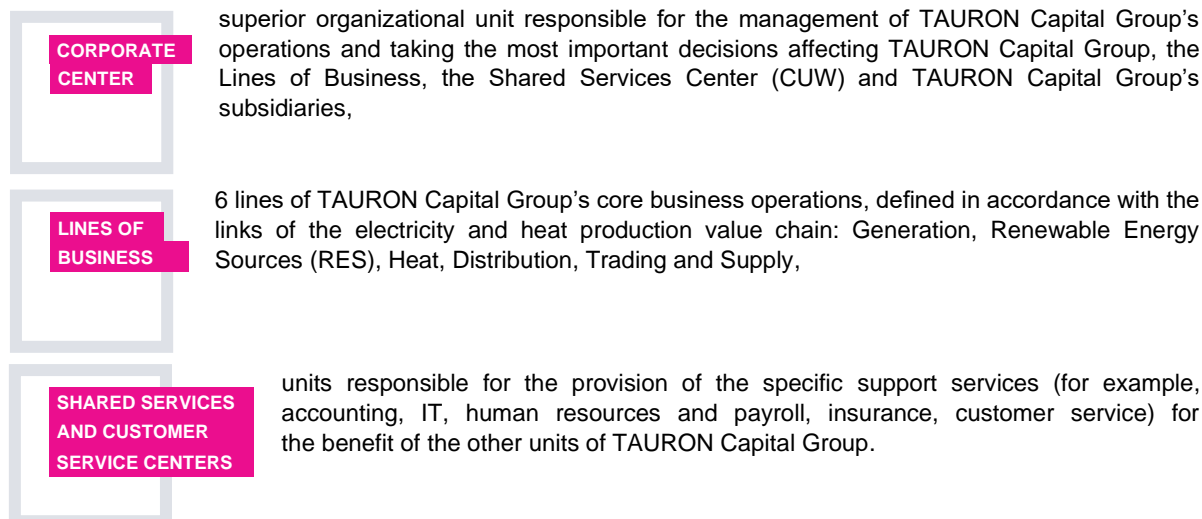 CORPORATE
CENTER
superior organizational unit responsible for the management of TAURON Capital Group’s
operations and taking the most important decisions affecting TAURON Capital Group, the
Lines of Business, the Shared Services Center (CUW) and TAURON Capital Group’s
subsidiaries,
LINES OF
BUSINESS
6 lines of TAURON Capital Group’s core business operations, defined in accordance with the
links of the electricity and heat production value chain: Generation, Renewable Energy
Sources (RES), Heat, Distribution, Trading and Supply,
SHARED SERVICES
AND CUSTOMER
SERVICE CENTERS
units responsible for the provision of the specific support services (for example,
accounting, IT, human resources and payroll, insurance, customer service) for
the benefit of the other units of TAURON Capital Group.